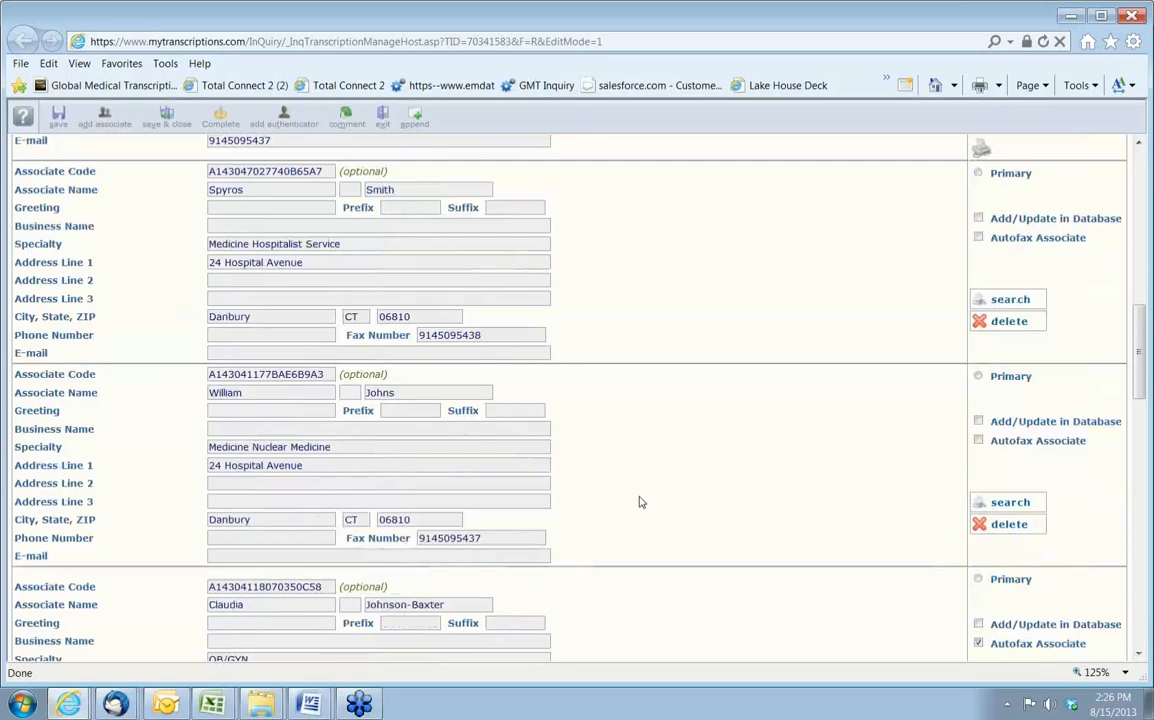 https://www.mytranscriptions.com/InQuiry/_InqTranscriptionManageHost.asp?TID=70341583&F=R&EditMode=1
File Edit View Favorites Tools Help
Global Medical Transcripti... Total Connect 2 (2) Total Connect 2 https--www.emdat GMT Inquiry salesforce.com - Custome... Lake House Deck » Page Tools
? save add associate save & close Complete add authenticator comment exit append
E-mail 9145095437
Associate Code A143047027740B65A7 (optional) Primary
Associate Name Spyros Smith
Greeting Prefix Suffix Add/Update in Database
Business Name Autofax Associate
Specialty Medicine Hospitalist Service
Address Line 1 24 Hospital Avenue
Address Line 2
Address Line 3 search
City, State, ZIP Danbury CT 06810 delete
Phone Number Fax Number 9145095438
E-mail
Associate Code A143041177BAE6B9A3 (optional) Primary
Associate Name William Johns
Greeting Prefix Suffix Add/Update in Database
Business Name Autofax Associate
Specialty Medicine Nuclear Medicine
Address Line 1 24 Hospital Avenue
Address Line 2
Address Line 3 search
City, State, ZIP Danbury CT 06810 delete
Phone Number Fax Number 9145095437
E-mail
Associate Code A14304118070350C58 (optional) Primary
Associate Name Claudia Johnson-Baxter
Greeting Prefix Suffix Add/Update in Database
Business Name Autofax Associate
Specialty OB/GYN
Done 125%
2:26 PM
8/15/2013